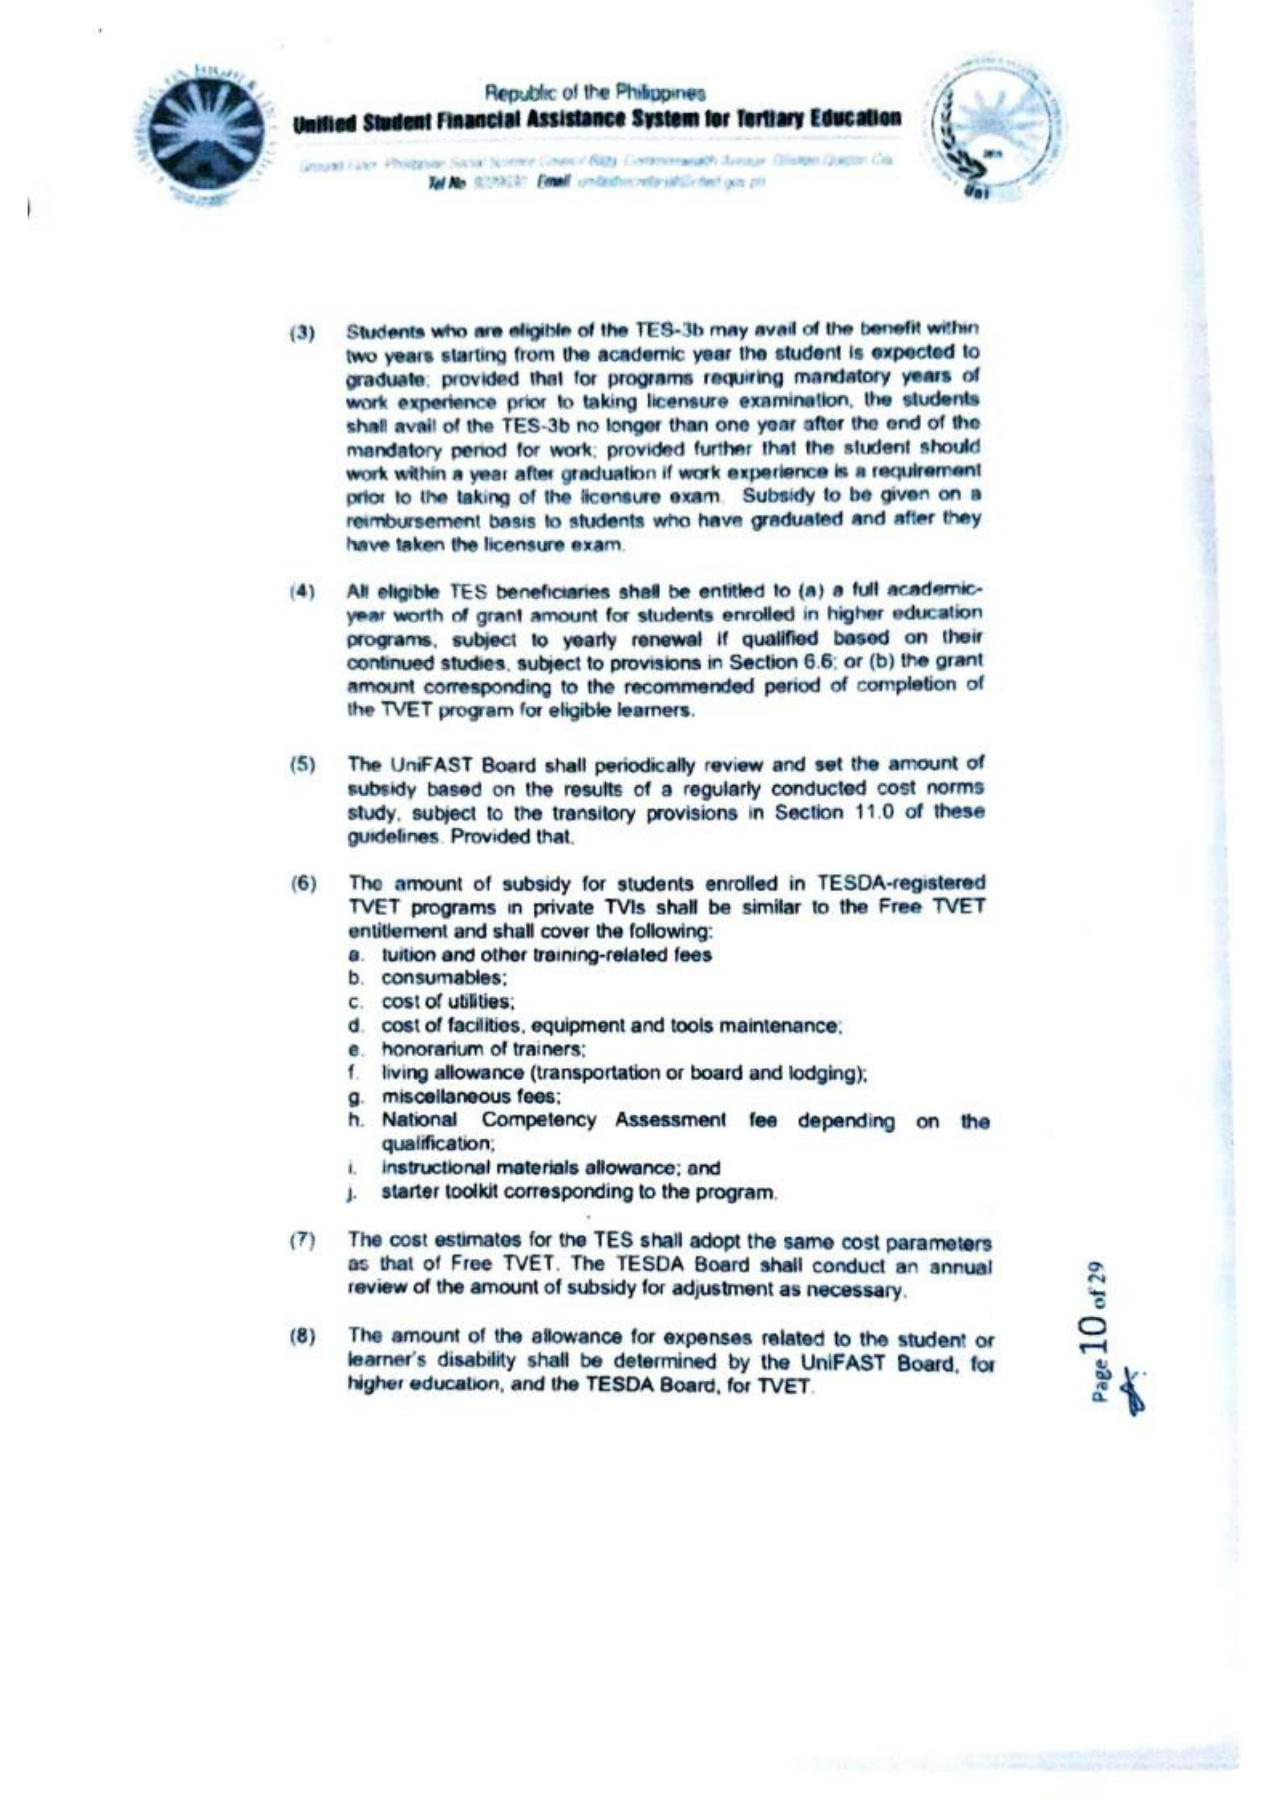 Republic of the Philippines
Unified Student Financial Assistance System for Tertiary Education
Ground Floor Philippine Social Science Council Bldg Commonwealth Avenue Diliman Quezon City
Tel No Email
(3) Students who are eligible of the TES-3b may avail of the benefit within
two years starting from the academic year the student is expected to
graduate; provided that for programs requiring mandatory years of
work experience prior to taking licensure examination, the students
shall avail of the TES-3b no longer than one year after the end of the
mandatory period for work; provided further that the student should
work within a year after graduation if work experience is a requirement
prior to the taking of the licensure exam. Subsidy to be given on a
reimbursement basis to students who have graduated and after they
have taken the licensure exam.
(4) All eligible TES beneficiaries shall be entitled to (a) a full academic-
year worth of grant amount for students enrolled in higher education
programs, subject to yearly renewal if qualified based on their
continued studies, subject to provisions in Section 6.6; or (b) the grant
amount corresponding to the recommended period of completion of
the TVET program for eligible learners.
(5) The UniFAST Board shall periodically review and set the amount of
subsidy based on the results of a regularly conducted cost norms
study, subject to the transitory provisions in Section 11.0 of these
guidelines. Provided that,
(6) The amount of subsidy for students enrolled in TESDA-registered
TVET programs in private TVIs shall be similar to the Free TVET
entitlement and shall cover the following:
a. tuition and other training-related fees
b. consumables;
c. cost of utilities;
d. cost of facilities, equipment and tools maintenance;
e. honorarium of trainers;
f. living allowance (transportation or board and lodging);
g. miscellaneous fees;
h. National Competency Assessment fee depending on the
qualification;
i. instructional materials allowance; and
j. starter toolkit corresponding to the program.
(7) The cost estimates for the TES shall adopt the same cost parameters
as that of Free TVET. The TESDA Board shall conduct an annual
review of the amount of subsidy for adjustment as necessary.
(8) The amount of the allowance for expenses related to the student or
learner's disability shall be determined by the UniFAST Board, for
higher education, and the TESDA Board, for TVET.
Page 10 of 29